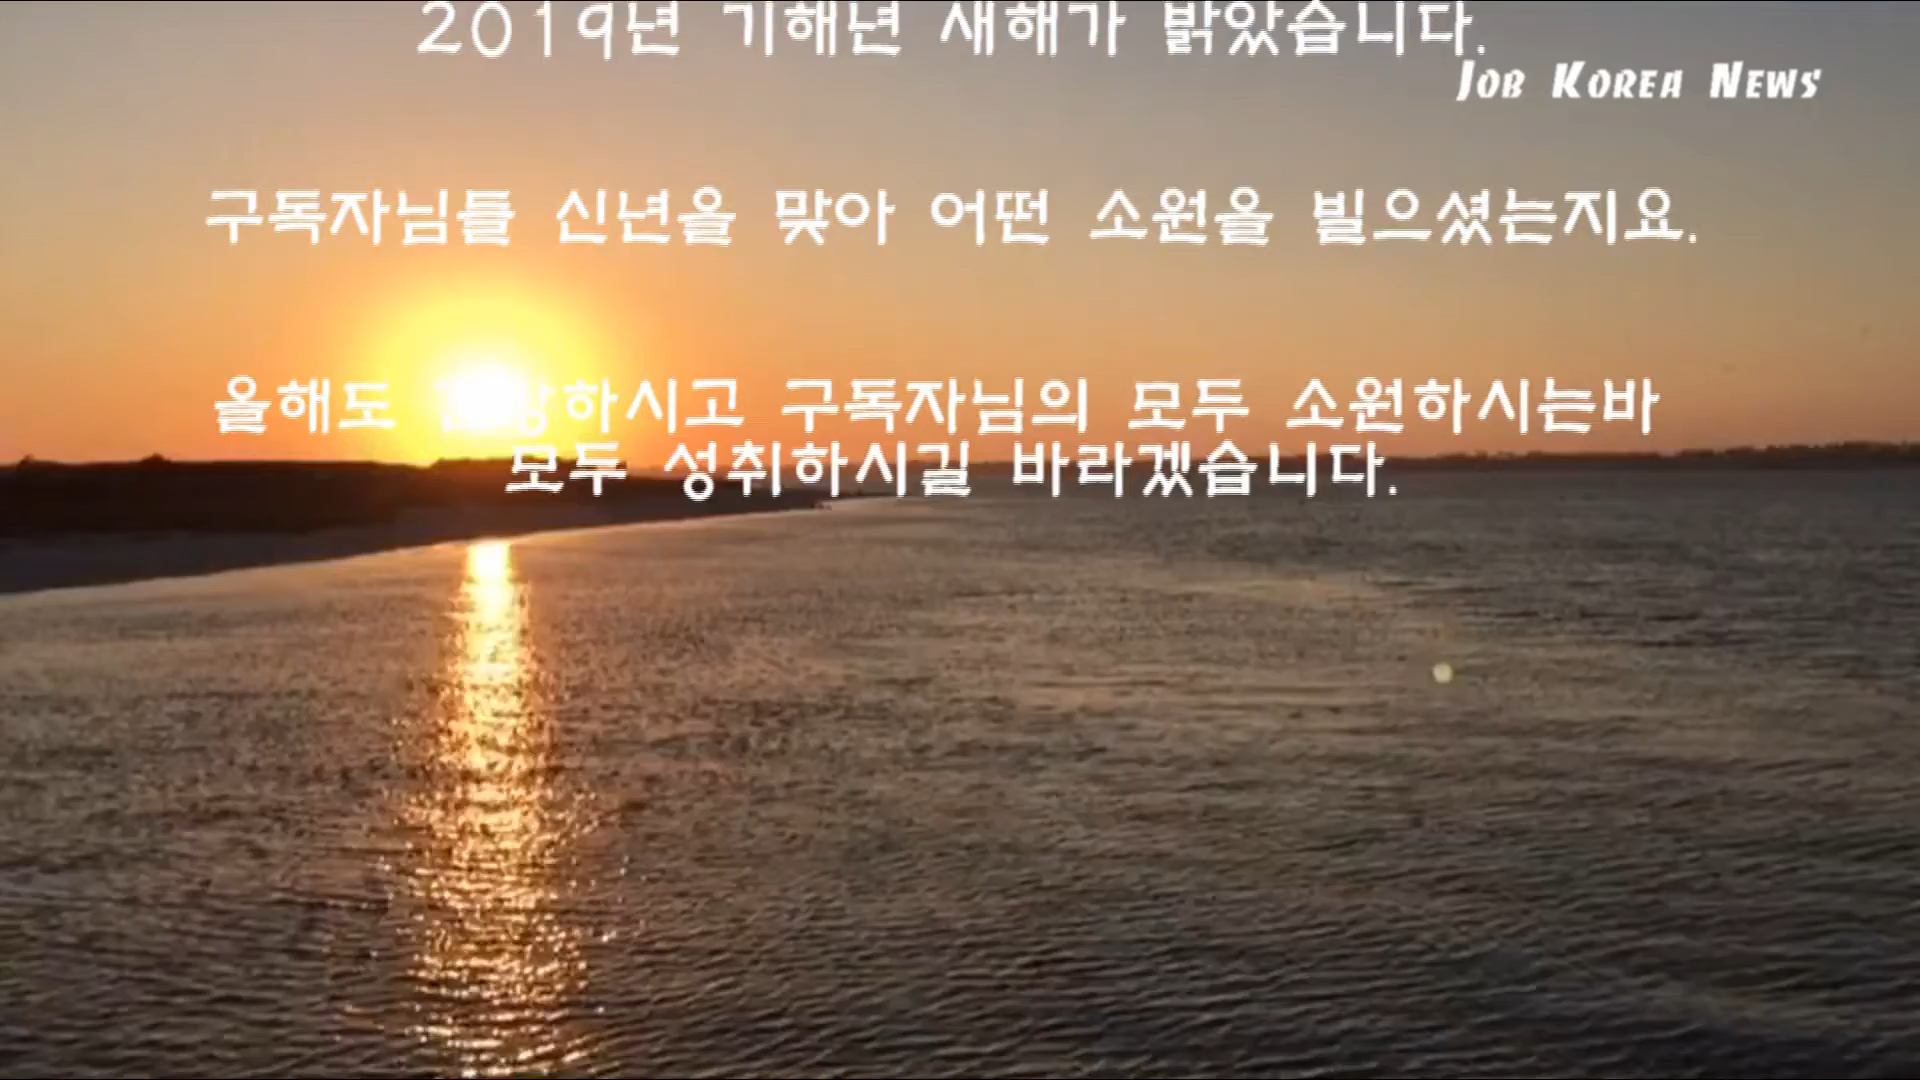 2019년 기해년 새해가 밝았습니다.
JOB KOREA NEWS
구독자님들 신년을 맞아 어떤 소원을 빌으셨는지요.
올해도 하시고 구독자님의 모두 소원하시는바
모두 성취하시길 바라겠습니다.